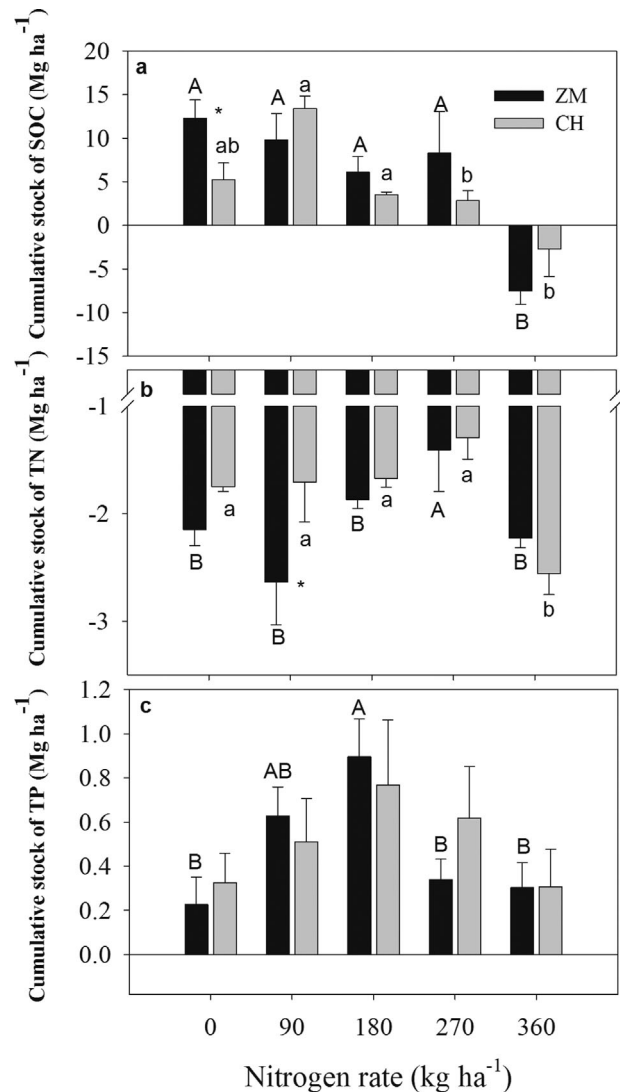 Cumulative stock of SOC (Mg ha⁻¹)
20
15
10
5
0
-5
-10
-15
a
A
*
ab
A
a
A
a
A
b
B
b
ZM
CH
Cumulative stock of TN (Mg ha⁻¹)
-1
-2
-3
b
B
a
B
a
*
B
a
A
a
B
b
Cumulative stock of TP (Mg ha⁻¹)
1.2
1.0
0.8
0.6
0.4
0.2
0.0
c
B
AB
A
B
B
0 90 180 270 360
Nitrogen rate (kg ha⁻¹)